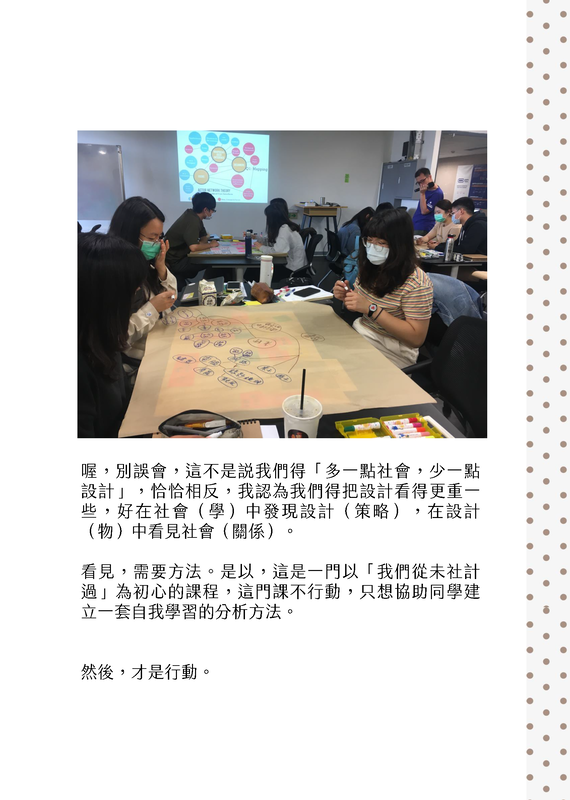 喔，別誤會，這不是說我們得「多一點社會，少一點
設計」，恰恰相反，我認為我們得把設計看得更重一
些，好在社會（學）中發現設計（策略），在設計
（物）中看見社會（關係）。
看見，需要方法。是以，這是一門以「我們從未社計
過」為初心的課程，這門課不行動，只想協助同學建
立一套自我學習的分析方法。
然後，才是行動。